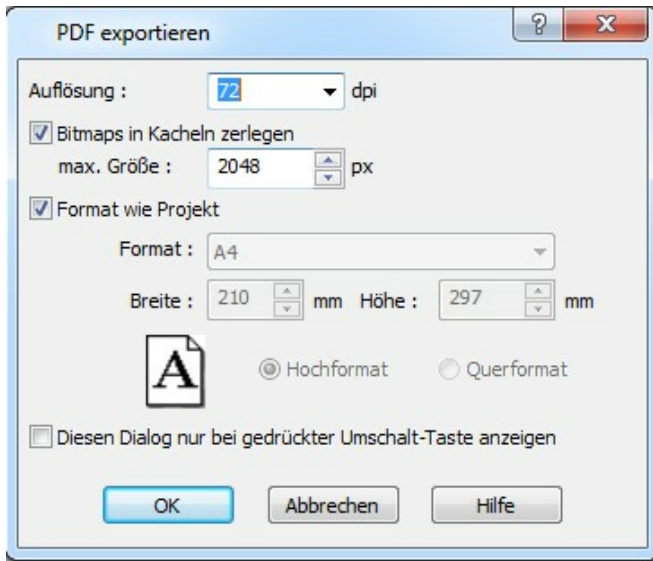 PDF exportieren
Auflösung : 72 dpi
Bitmaps in Kacheln zerlegen
max. Größe : 2048 px
Format wie Projekt
Format : A4
Breite : 210 mm Höhe : 297 mm
A Hochformat Querformat
Diesen Dialog nur bei gedrückter Umschalt-Taste anzeigen
OK Abbrechen Hilfe